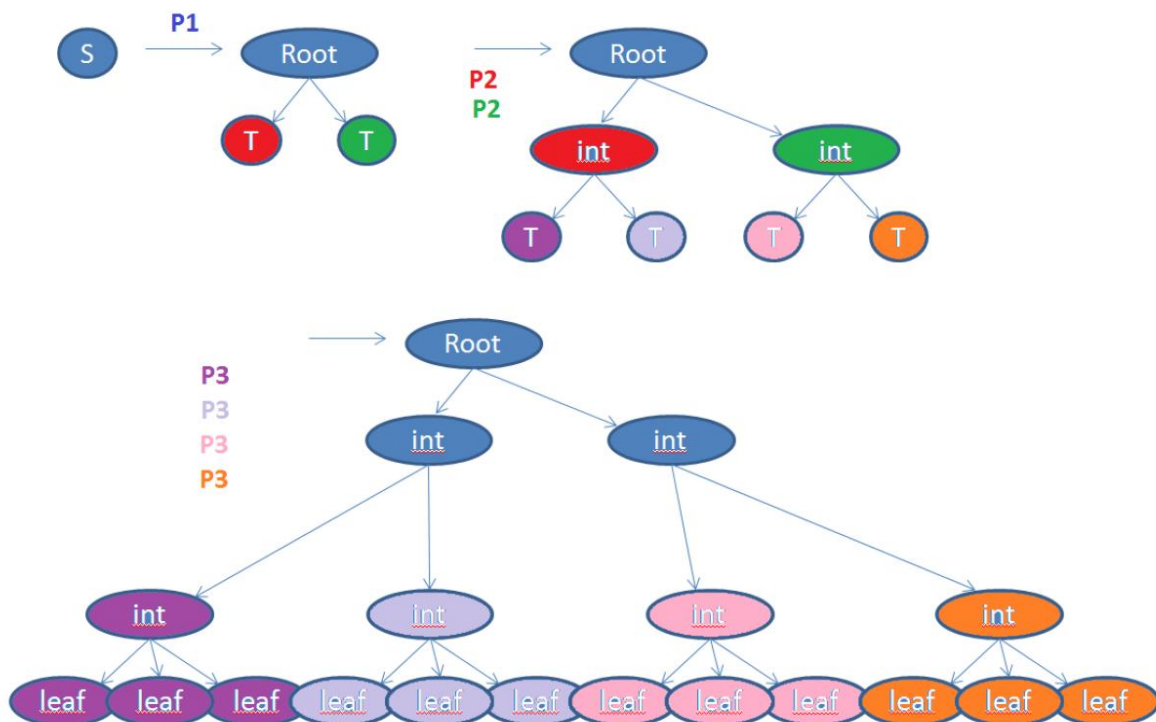 P1
S Root Root
P2
P2
T T int int
T T T T
Root
P3
P3
P3
P3
int int
int int int int
leaf leaf leaf leaf leaf leaf leaf leaf leaf leaf leaf leaf